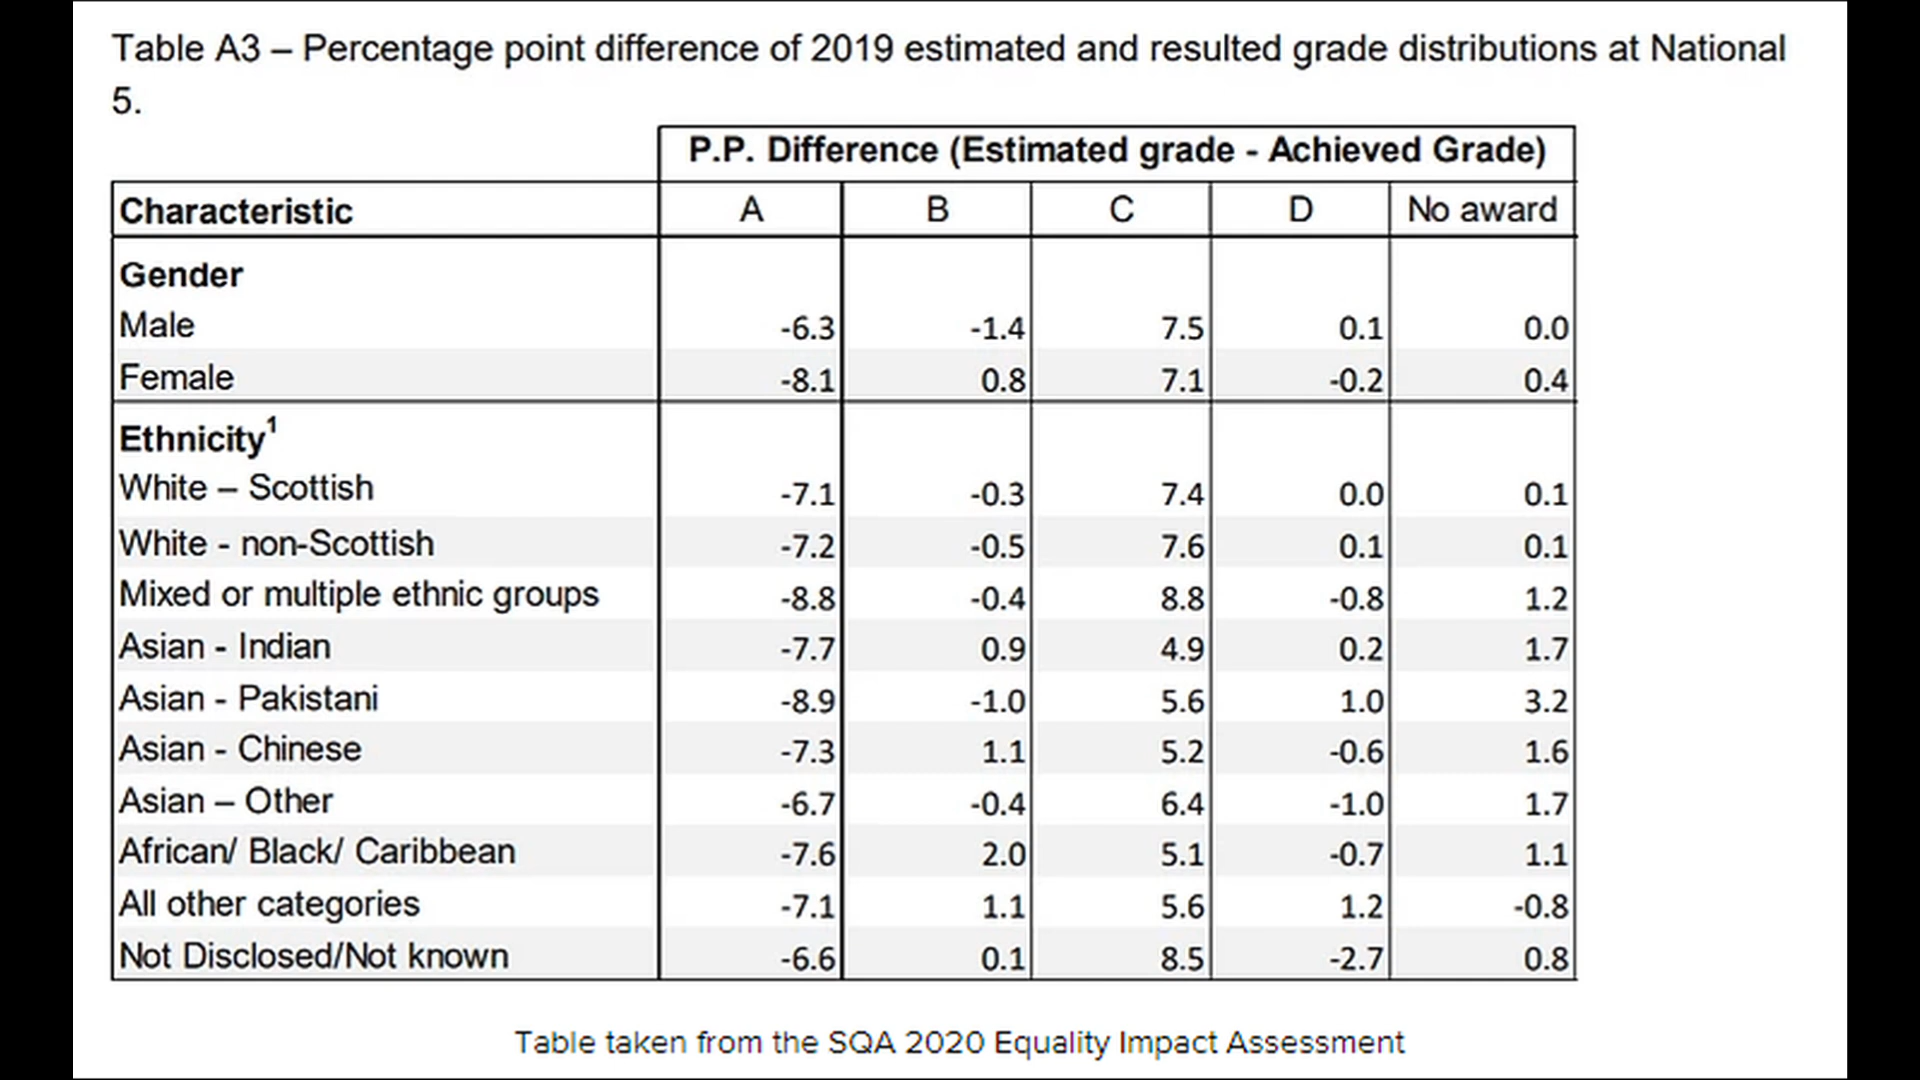 Table A3 – Percentage point difference of 2019 estimated and resulted grade distributions at National
5.
P.P. Difference (Estimated grade - Achieved Grade)
Characteristic A B C D No award
Gender
Male -6.3 -1.4 7.5 0.1 0.0
Female -8.1 0.8 7.1 -0.2 0.4
Ethnicity¹
White – Scottish -7.1 -0.3 7.4 0.0 0.1
White - non-Scottish -7.2 -0.5 7.6 0.1 0.1
Mixed or multiple ethnic groups -8.8 -0.4 8.8 -0.8 1.2
Asian - Indian -7.7 0.9 4.9 0.2 1.7
Asian - Pakistani -8.9 -1.0 5.6 1.0 3.2
Asian - Chinese -7.3 1.1 5.2 -0.6 1.6
Asian – Other -6.7 -0.4 6.4 -1.0 1.7
African/ Black/ Caribbean -7.6 2.0 5.1 -0.7 1.1
All other categories -7.1 1.1 5.6 1.2 -0.8
Not Disclosed/Not known -6.6 0.1 8.5 -2.7 0.8
Table taken from the SQA 2020 Equality Impact Assessment